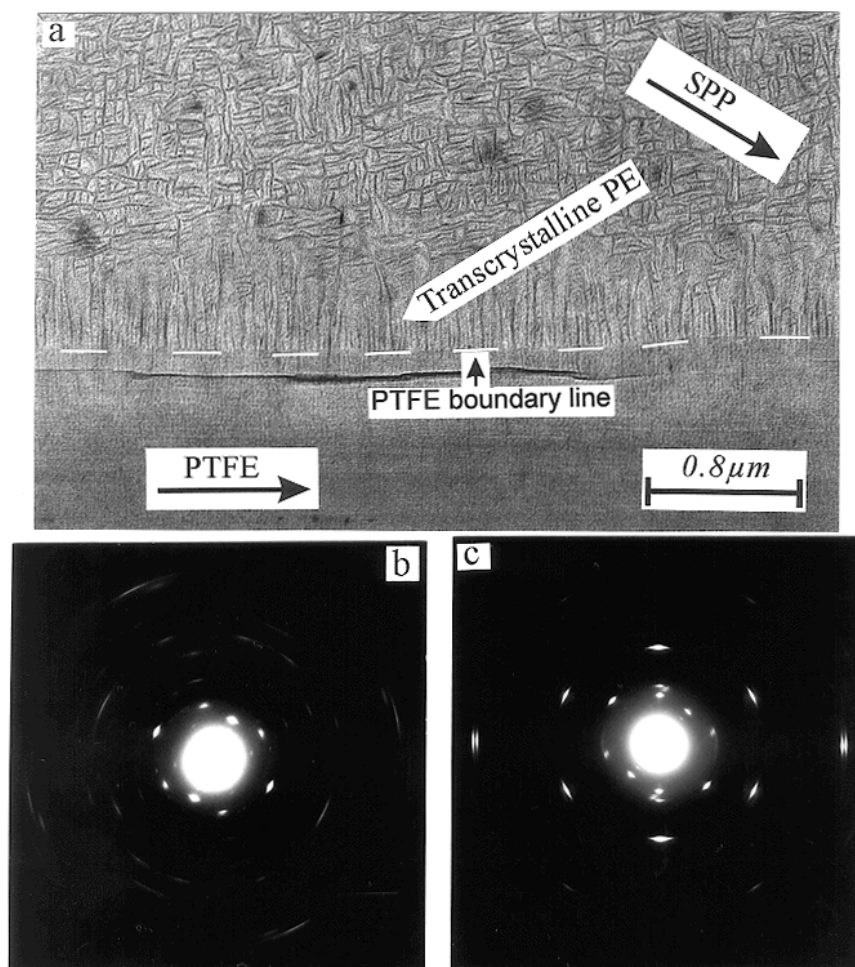 a
SPP
Transcrystalline PE
PTFE boundary line
PTFE
0.8µm
b
c